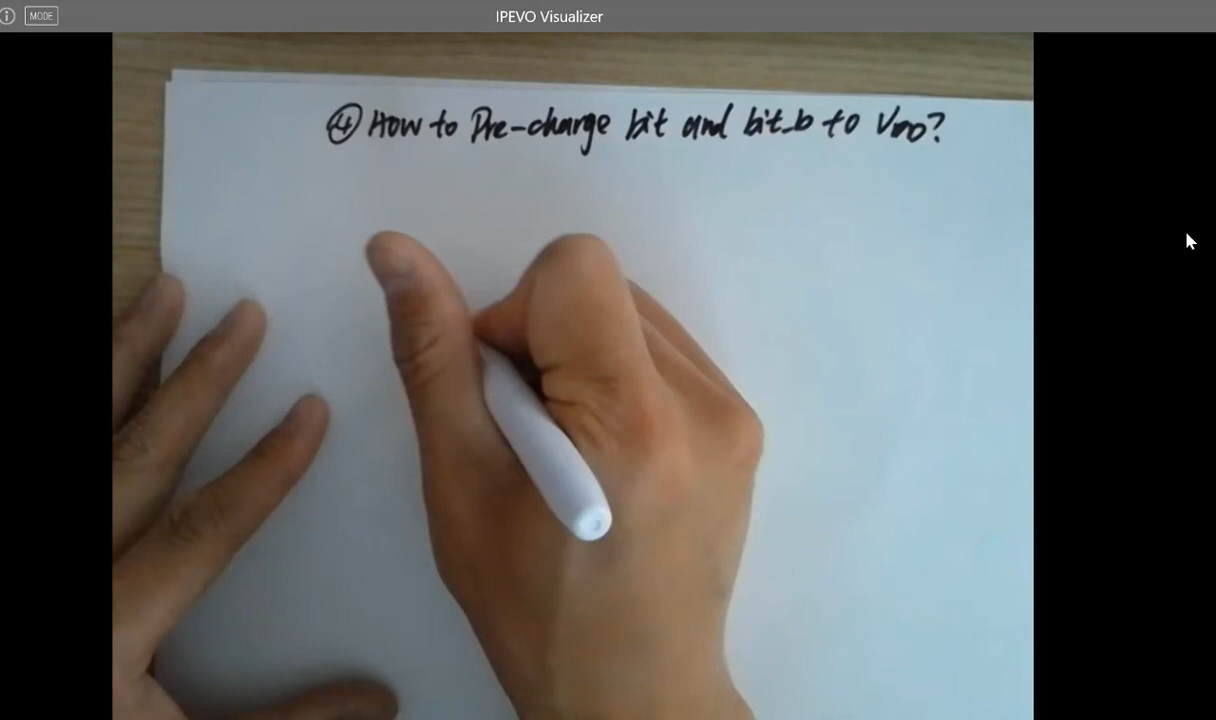 MODE
IPEVO Visualizer
④ How to Pre-charge bit and bit_b to VDD?